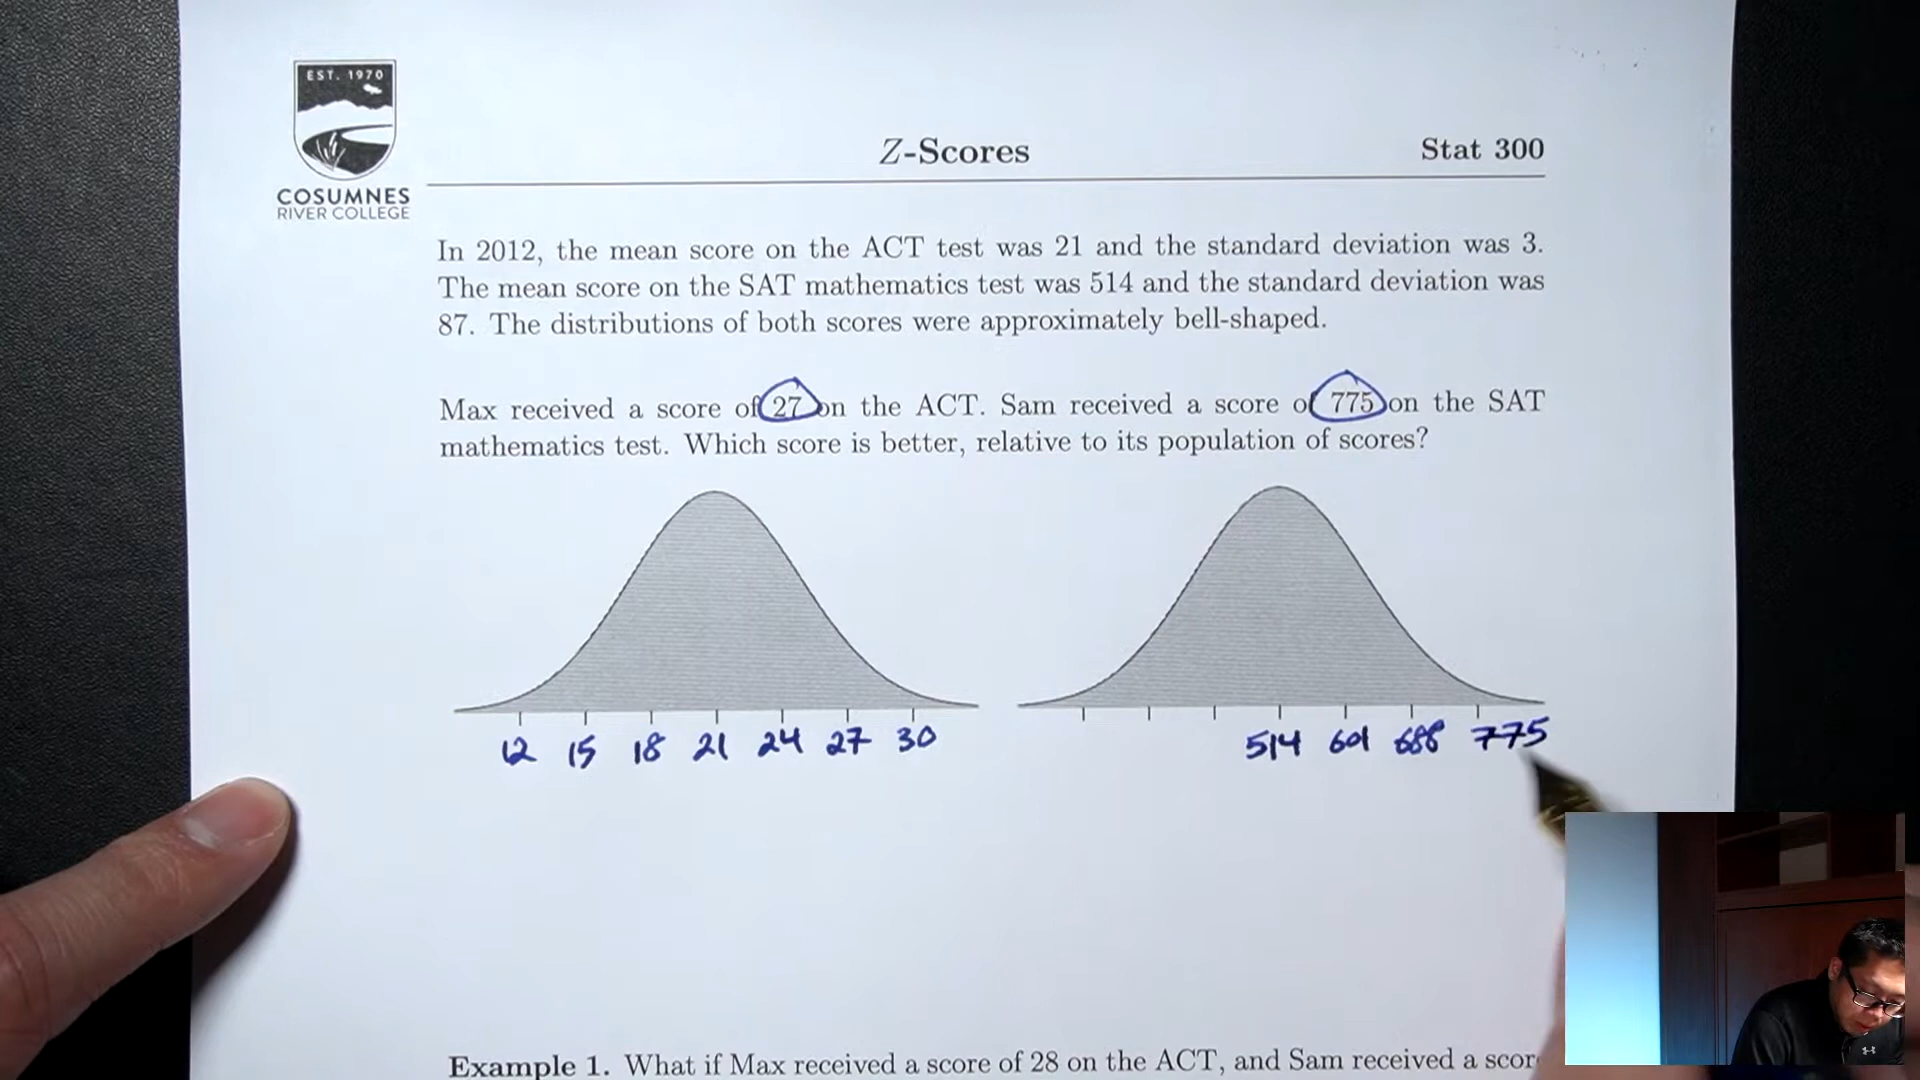 EST. 1970
COSUMNES
RIVER COLLEGE
Z-Scores
Stat 300
In 2012, the mean score on the ACT test was 21 and the standard deviation was 3.
The mean score on the SAT mathematics test was 514 and the standard deviation was
87. The distributions of both scores were approximately bell-shaped.
Max received a score of 27 on the ACT. Sam received a score of 775 on the SAT
mathematics test. Which score is better, relative to its population of scores?
12 15 18 21 24 27 30
514 601 688 775
Example 1. What if Max received a score of 28 on the ACT, and Sam received a scor